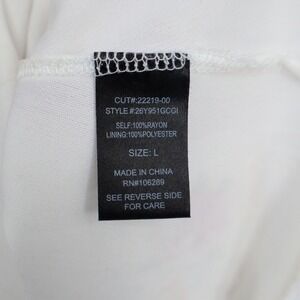 CUT#:22219-00
STYLE #:26Y951GCGI
SELF:100%RAYON
LINING:100%POLYESTER
SIZE: L
MADE IN CHINA
RN#106289
SEE REVERSE SIDE
FOR CARE